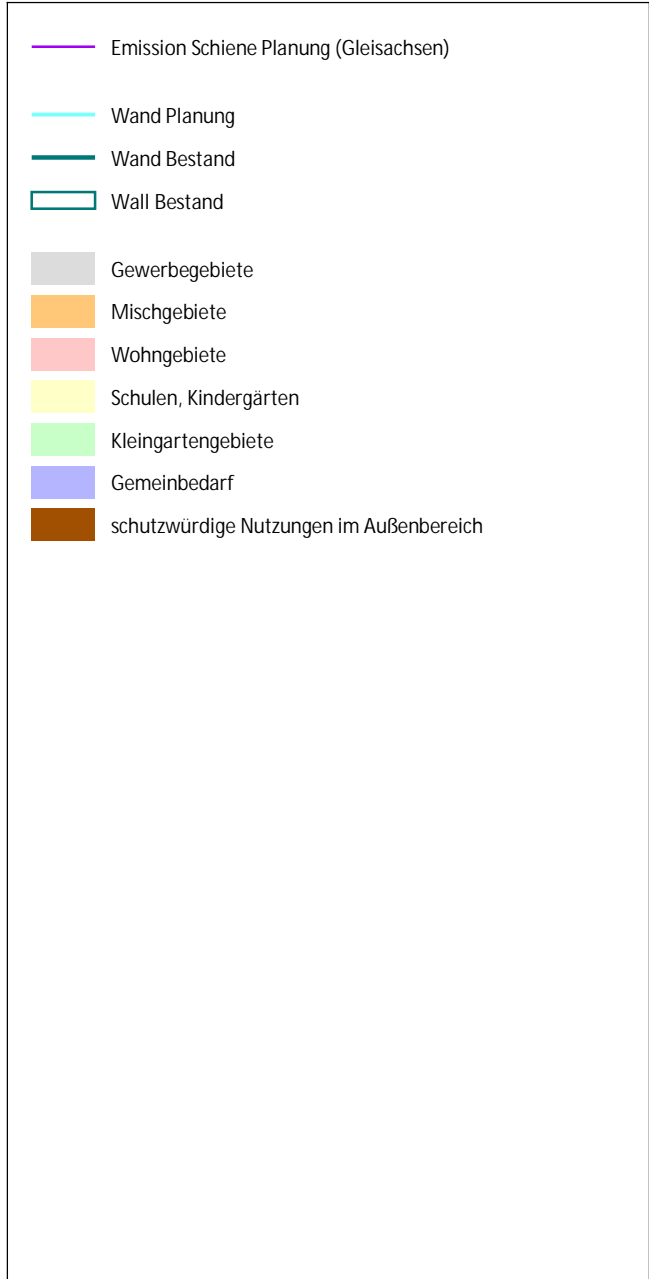 Emission Schiene Planung (Gleisachsen)
Wand Planung
Wand Bestand
Wall Bestand
Gewerbegebiete
Mischgebiete
Wohngebiete
Schulen, Kindergärten
Kleingartengebiete
Gemeinbedarf
schutzwürdige Nutzungen im Außenbereich